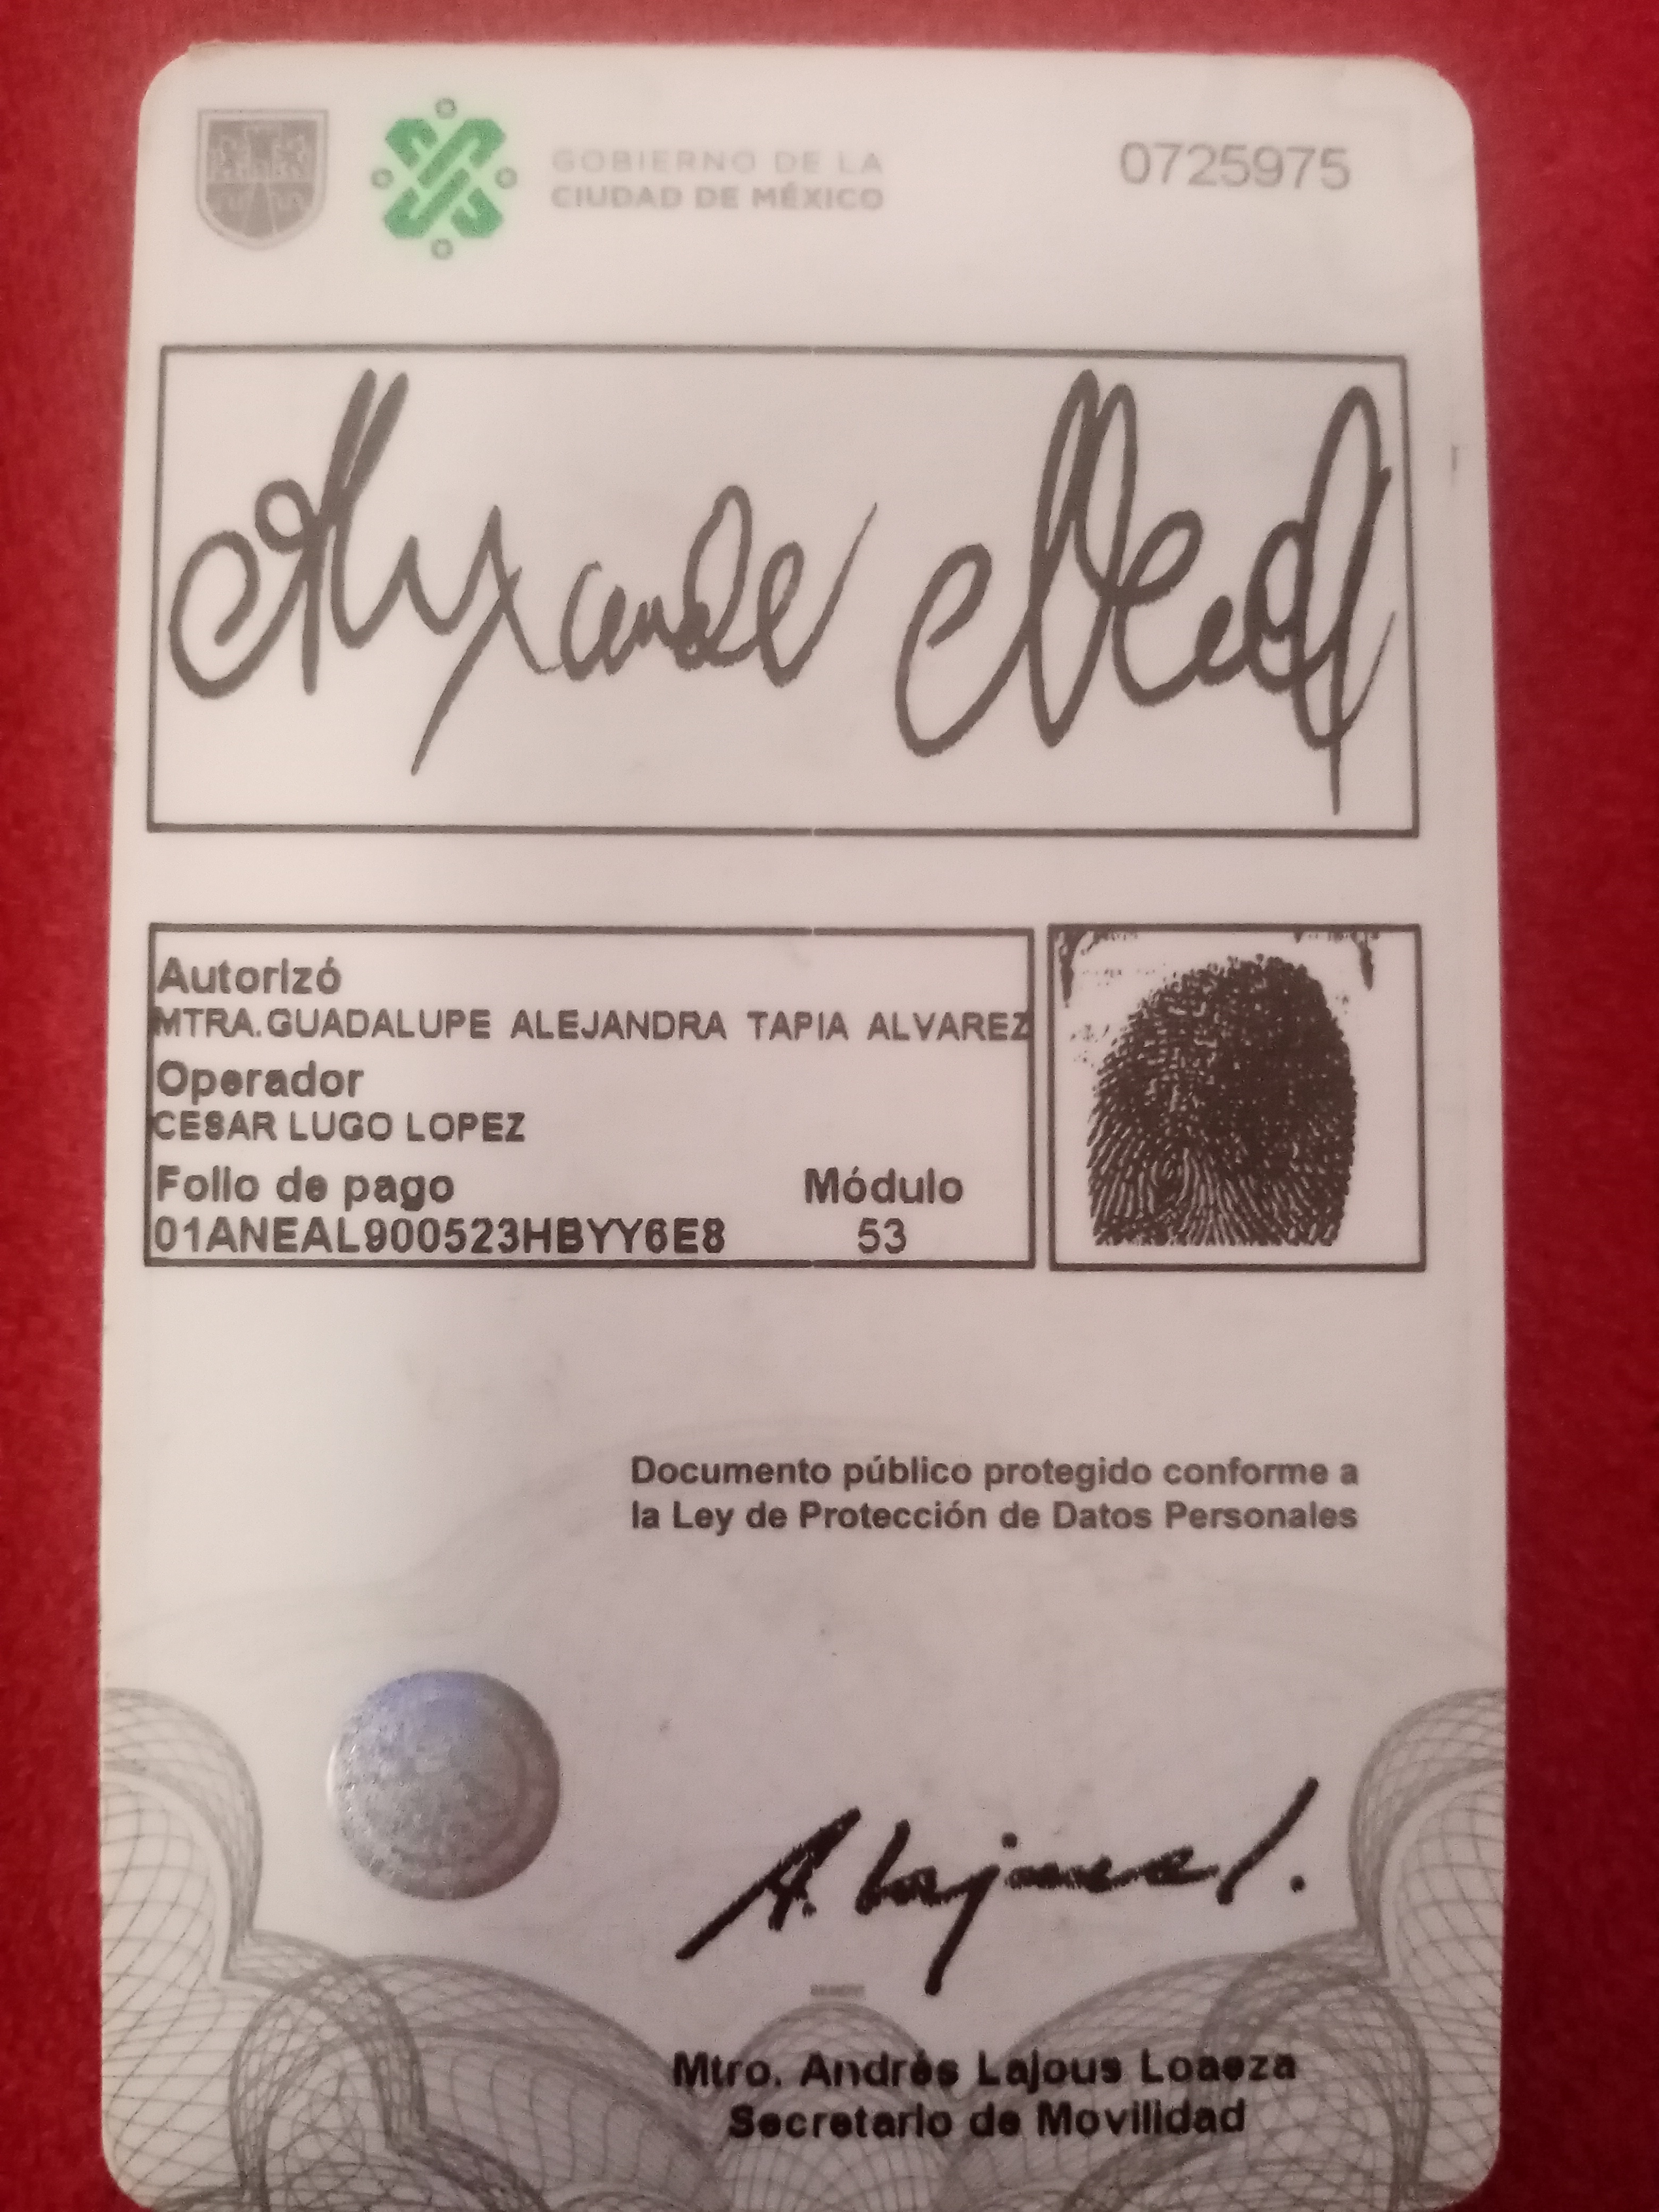 GOBIERNO DE LA
CIUDAD DE MÉXICO
0725975
Autorizó
MTRA.GUADALUPE ALEJANDRA TAPIA ALVAREZ
Operador
CESAR LUGO LOPEZ
Folio de pago Módulo
01ANEAL900523HBYY6E8 53
Documento público protegido conforme a
la Ley de Protección de Datos Personales
A. Lajous L.
Mtro. Andrés Lajous Loaeza
Secretario de Movilidad